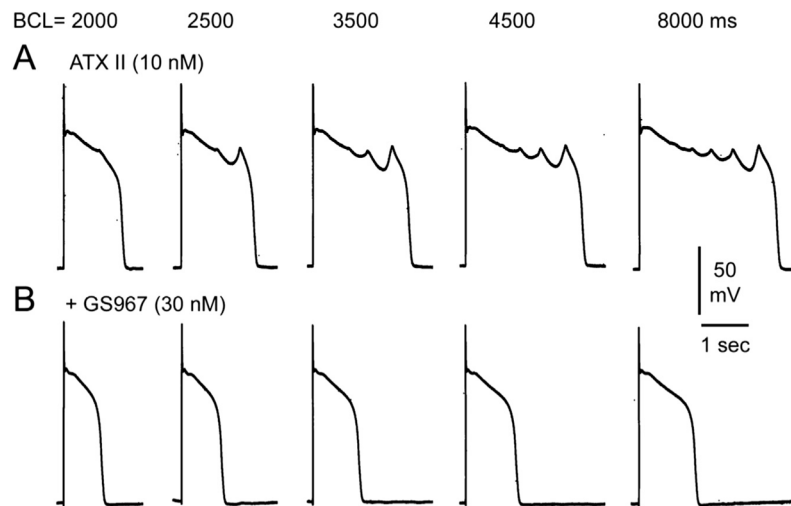 BCL= 2000 2500 3500 4500 8000 ms
A ATX II (10 nM)
50
mV
B + GS967 (30 nM)
1 sec